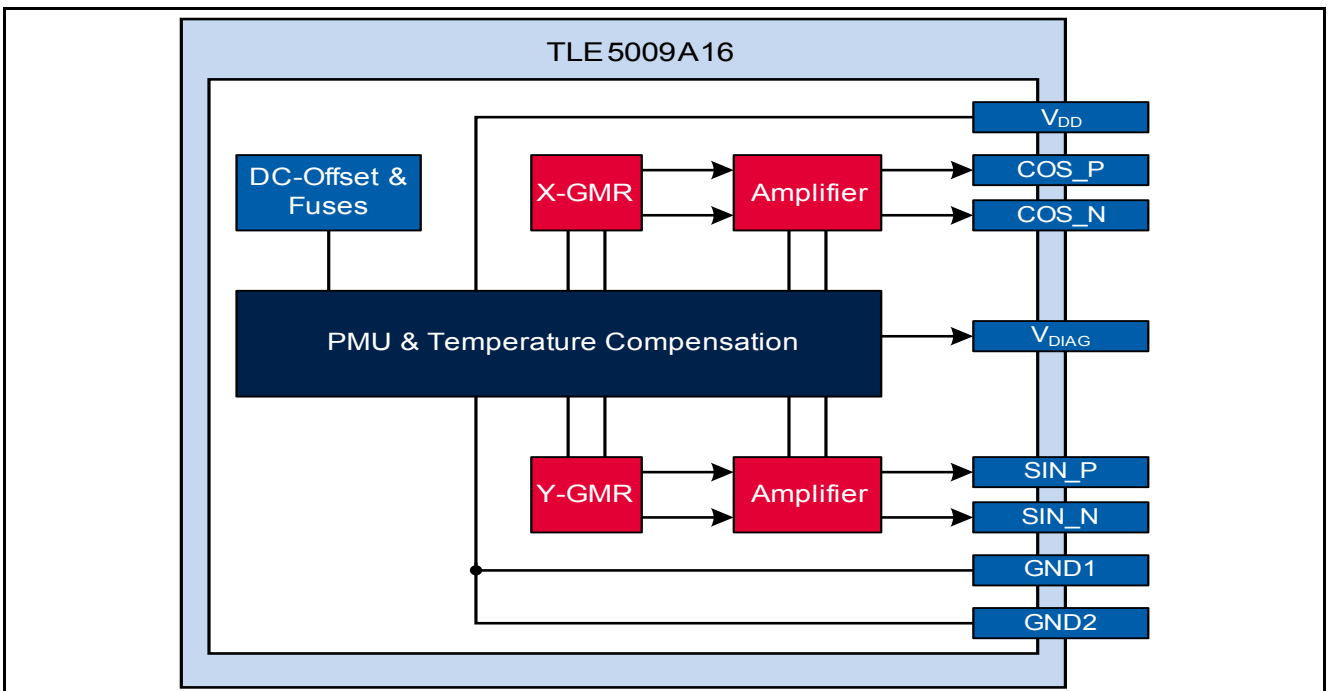 TLE5009A16
VDD
DC-Offset &
Fuses
X-GMR
Amplifier
COS_P
COS_N
PMU & Temperature Compensation
VDIAG
Y-GMR
Amplifier
SIN_P
SIN_N
GND1
GND2